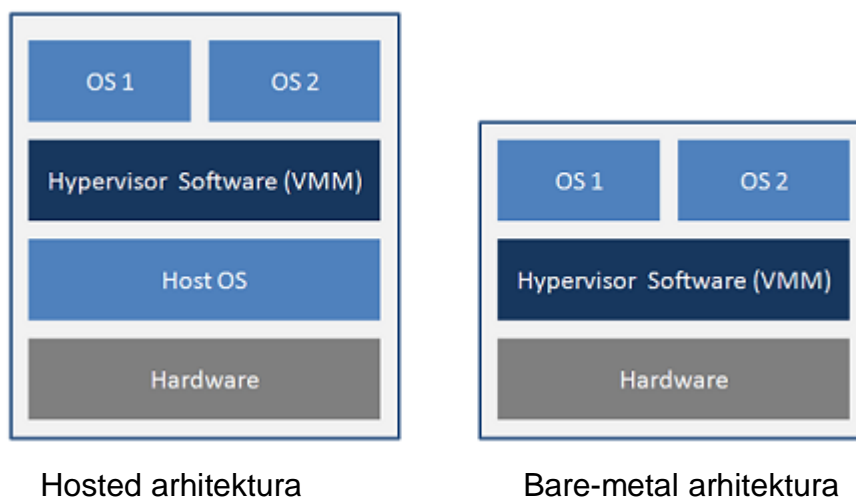 OS 1 OS 2
Hypervisor Software (VMM)
Host OS
Hardware
Hosted arhitektura
OS 1 OS 2
Hypervisor Software (VMM)
Hardware
Bare-metal arhitektura